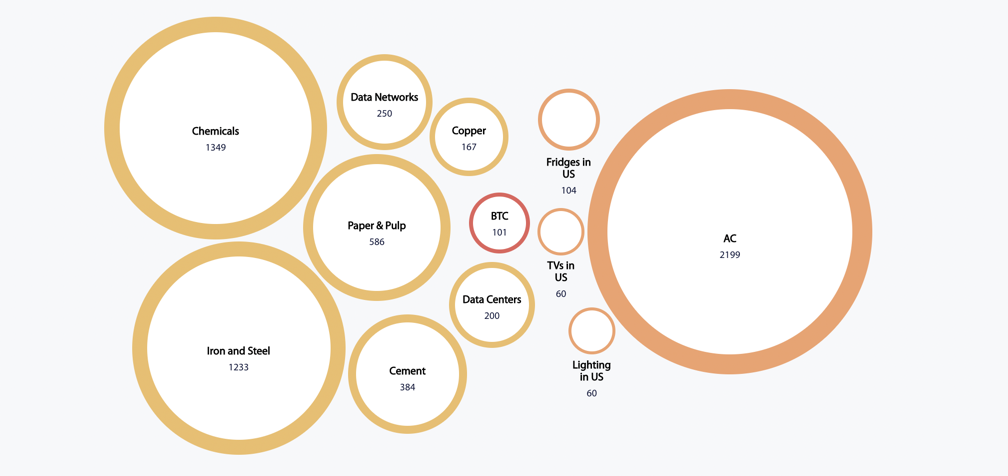 Chemicals
1349
Data Networks
250
Copper
167
Fridges in
US
104
Paper & Pulp
586
BTC
101
TVs in
US
60
AC
2199
Data Centers
200
Iron and Steel
1233
Cement
384
Lighting
in US
60